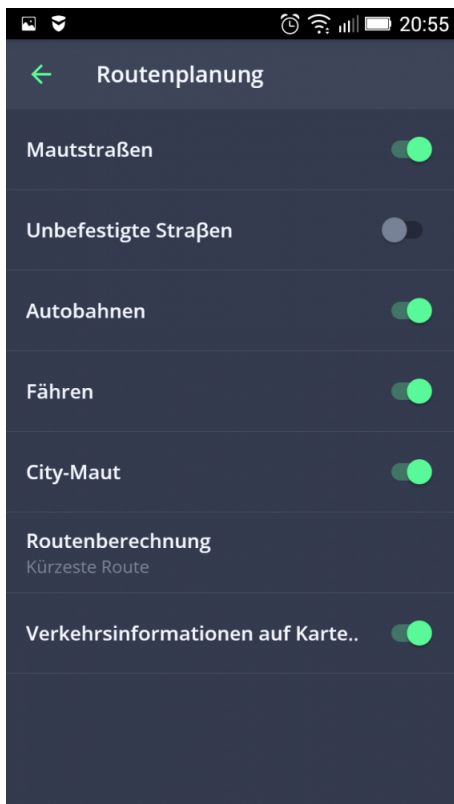 20:55
Routenplanung
Mautstraßen
Unbefestigte Straβen
Autobahnen
Fähren
City-Maut
Routenberechnung
Kürzeste Route
Verkehrsinformationen auf Karte..